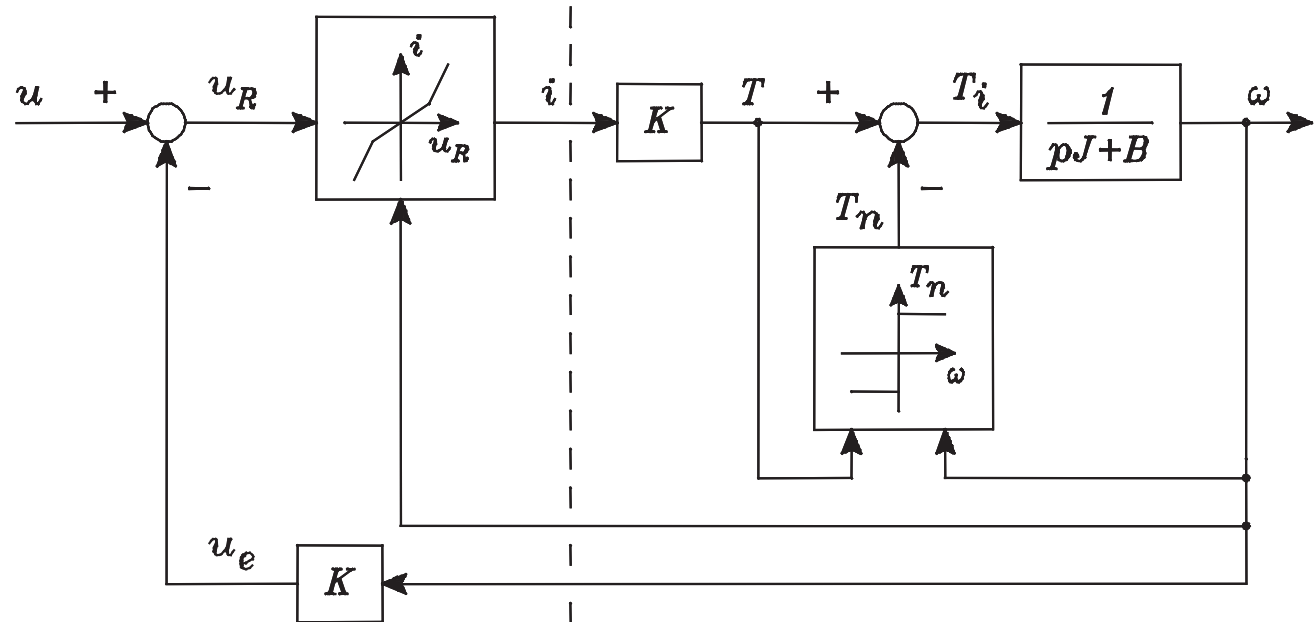 u
+
u_R
i
u_R
i
K
T
+
T_i
1
pJ+B
ω
−
−
T_n
T_n
ω
u_e
K